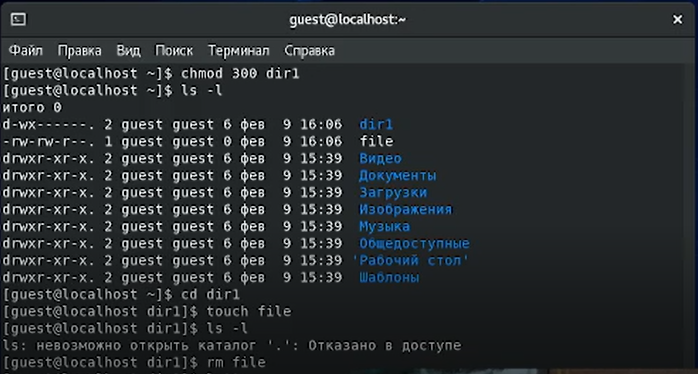 guest@localhost:~
Файл Правка Вид Поиск Терминал Справка
[guest@localhost ~]$ chmod 300 dir1
[guest@localhost ~]$ ls -l
итого 0
d-wx------. 2 guest guest 6 фев  9 16:06  dir1
-rw-rw-r--. 1 guest guest 0 фев  9 16:06  file
drwxr-xr-x. 2 guest guest 6 фев  9 15:39  Видео
drwxr-xr-x. 2 guest guest 6 фев  9 15:39  Документы
drwxr-xr-x. 2 guest guest 6 фев  9 15:39  Загрузки
drwxr-xr-x. 2 guest guest 6 фев  9 15:39  Изображения
drwxr-xr-x. 2 guest guest 6 фев  9 15:39  Музыка
drwxr-xr-x. 2 guest guest 6 фев  9 15:39  Общедоступные
drwxr-xr-x. 2 guest guest 6 фев  9 15:39 'Рабочий стол'
drwxr-xr-x. 2 guest guest 6 фев  9 15:39  Шаблоны
[guest@localhost ~]$ cd dir1
[guest@localhost dir1]$ touch file
[guest@localhost dir1]$ ls -l
ls: невозможно открыть каталог '.': Отказано в доступе
[guest@localhost dir1]$ rm file